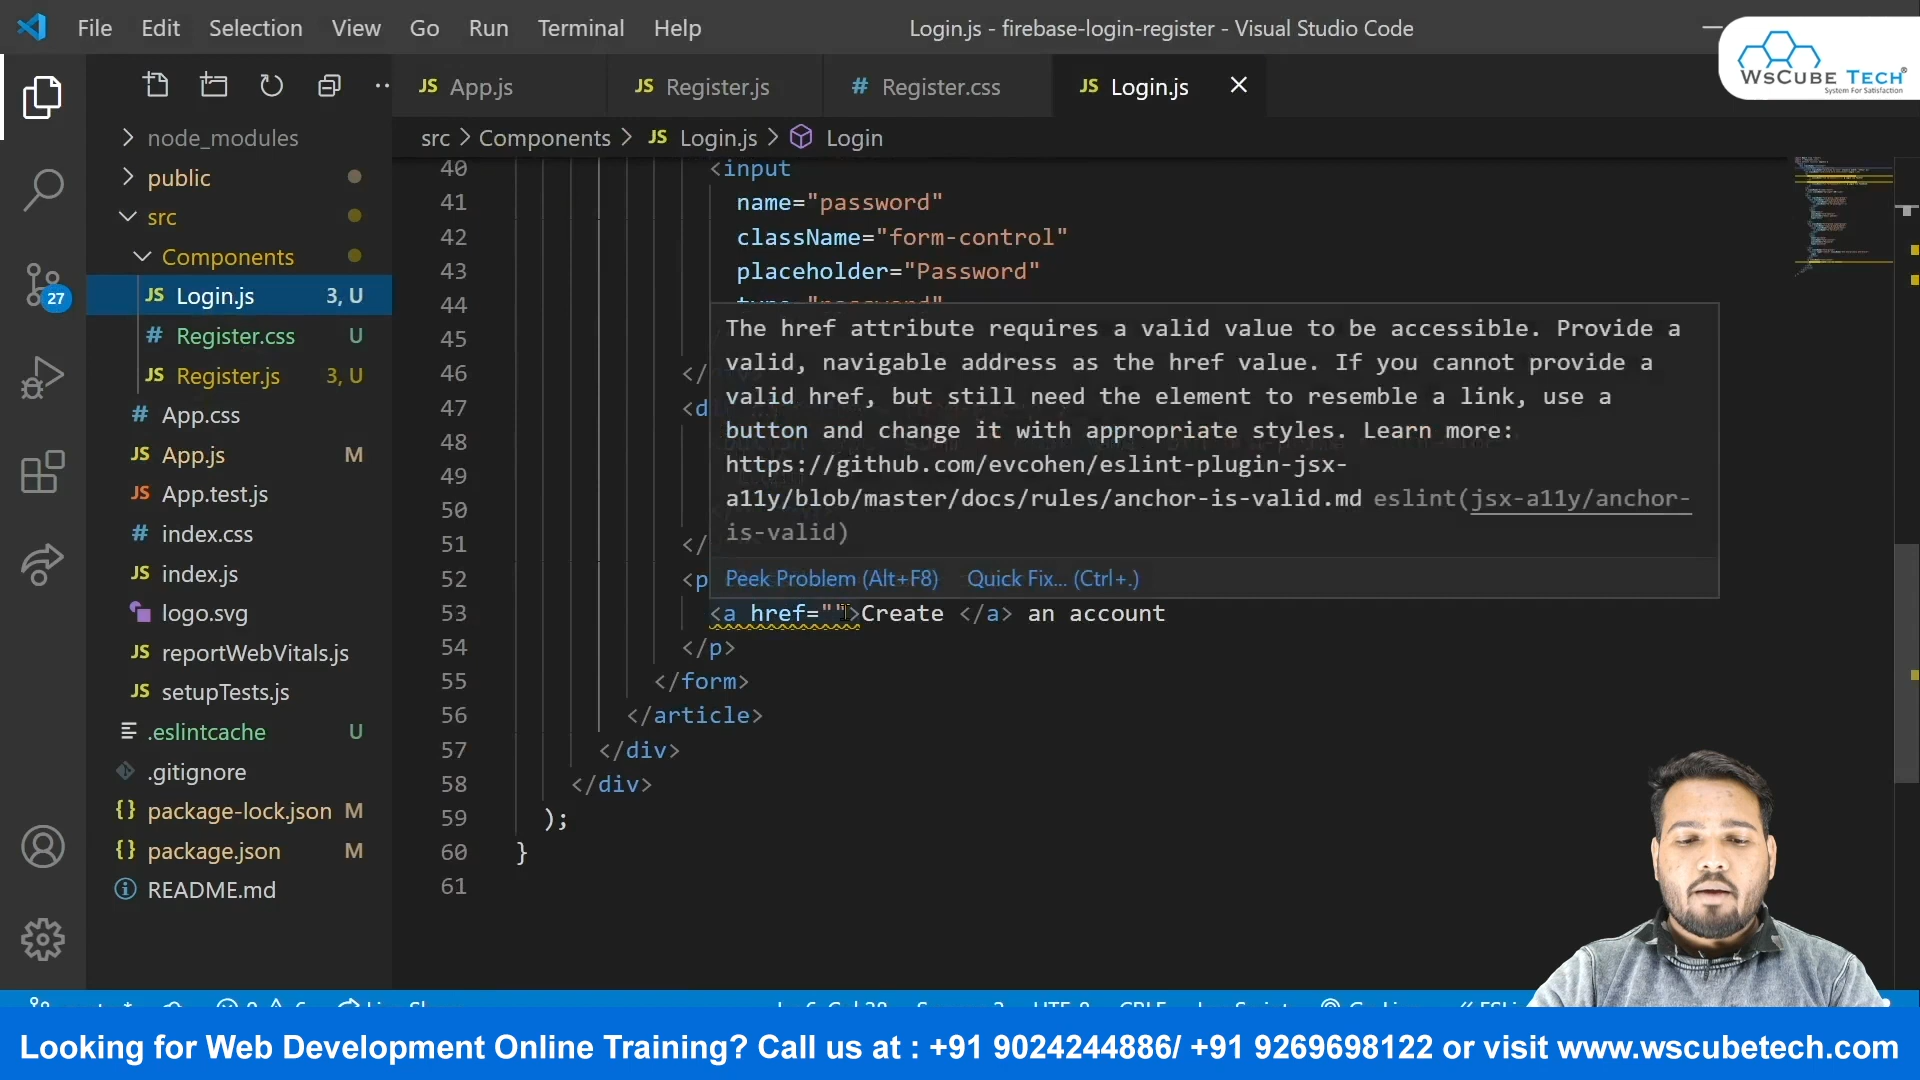 File Edit Selection View Go Run Terminal Help
Login.js - firebase-login-register - Visual Studio Code
WsCube Tech®
System For Satisfaction
JS App.js
JS Register.js
# Register.css
JS Login.js
src > Components > JS Login.js > Login
node_modules
public
src
Components
JS Login.js 3, U
# Register.css U
JS Register.js 3, U
# App.css
JS App.js M
JS App.test.js
# index.css
JS index.js
logo.svg
JS reportWebVitals.js
JS setupTests.js
.eslintcache U
.gitignore
{} package-lock.json M
{} package.json M
README.md
27
40 <input
41 name="password"
42 className="form-control"
43 placeholder="Password"
44 type="password"
45
46 </
47 <d
48
49
50
51 </
52 <p
53 <a href="">Create </a> an account
54 </p>
55 </form>
56 </article>
57 </div>
58 </div>
59 );
60 }
61
The href attribute requires a valid value to be accessible. Provide a
valid, navigable address as the href value. If you cannot provide a
valid href, but still need the element to resemble a link, use a
button and change it with appropriate styles. Learn more:
https://github.com/evcohen/eslint-plugin-jsx-
a11y/blob/master/docs/rules/anchor-is-valid.md eslint(jsx-a11y/anchor-
is-valid)
Peek Problem (Alt+F8) Quick Fix... (Ctrl+.)
Looking for Web Development Online Training? Call us at : +91 9024244886/ +91 9269698122 or visit www.wscubetech.com